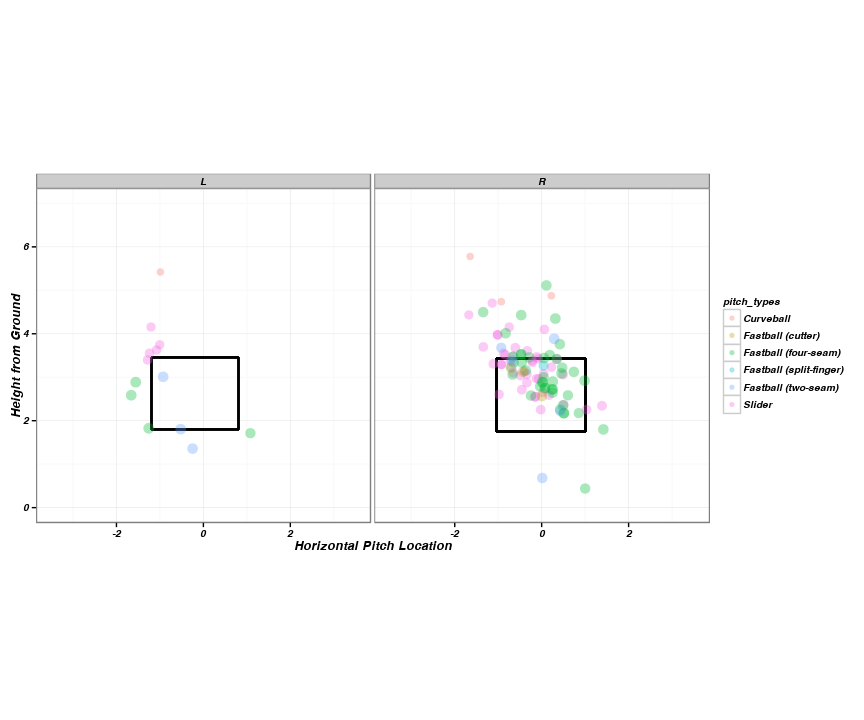 L R
6
4
2
0
-2 0 2 -2 0 2
Height from Ground
Horizontal Pitch Location
pitch_types
Curveball
Fastball (cutter)
Fastball (four-seam)
Fastball (split-finger)
Fastball (two-seam)
Slider